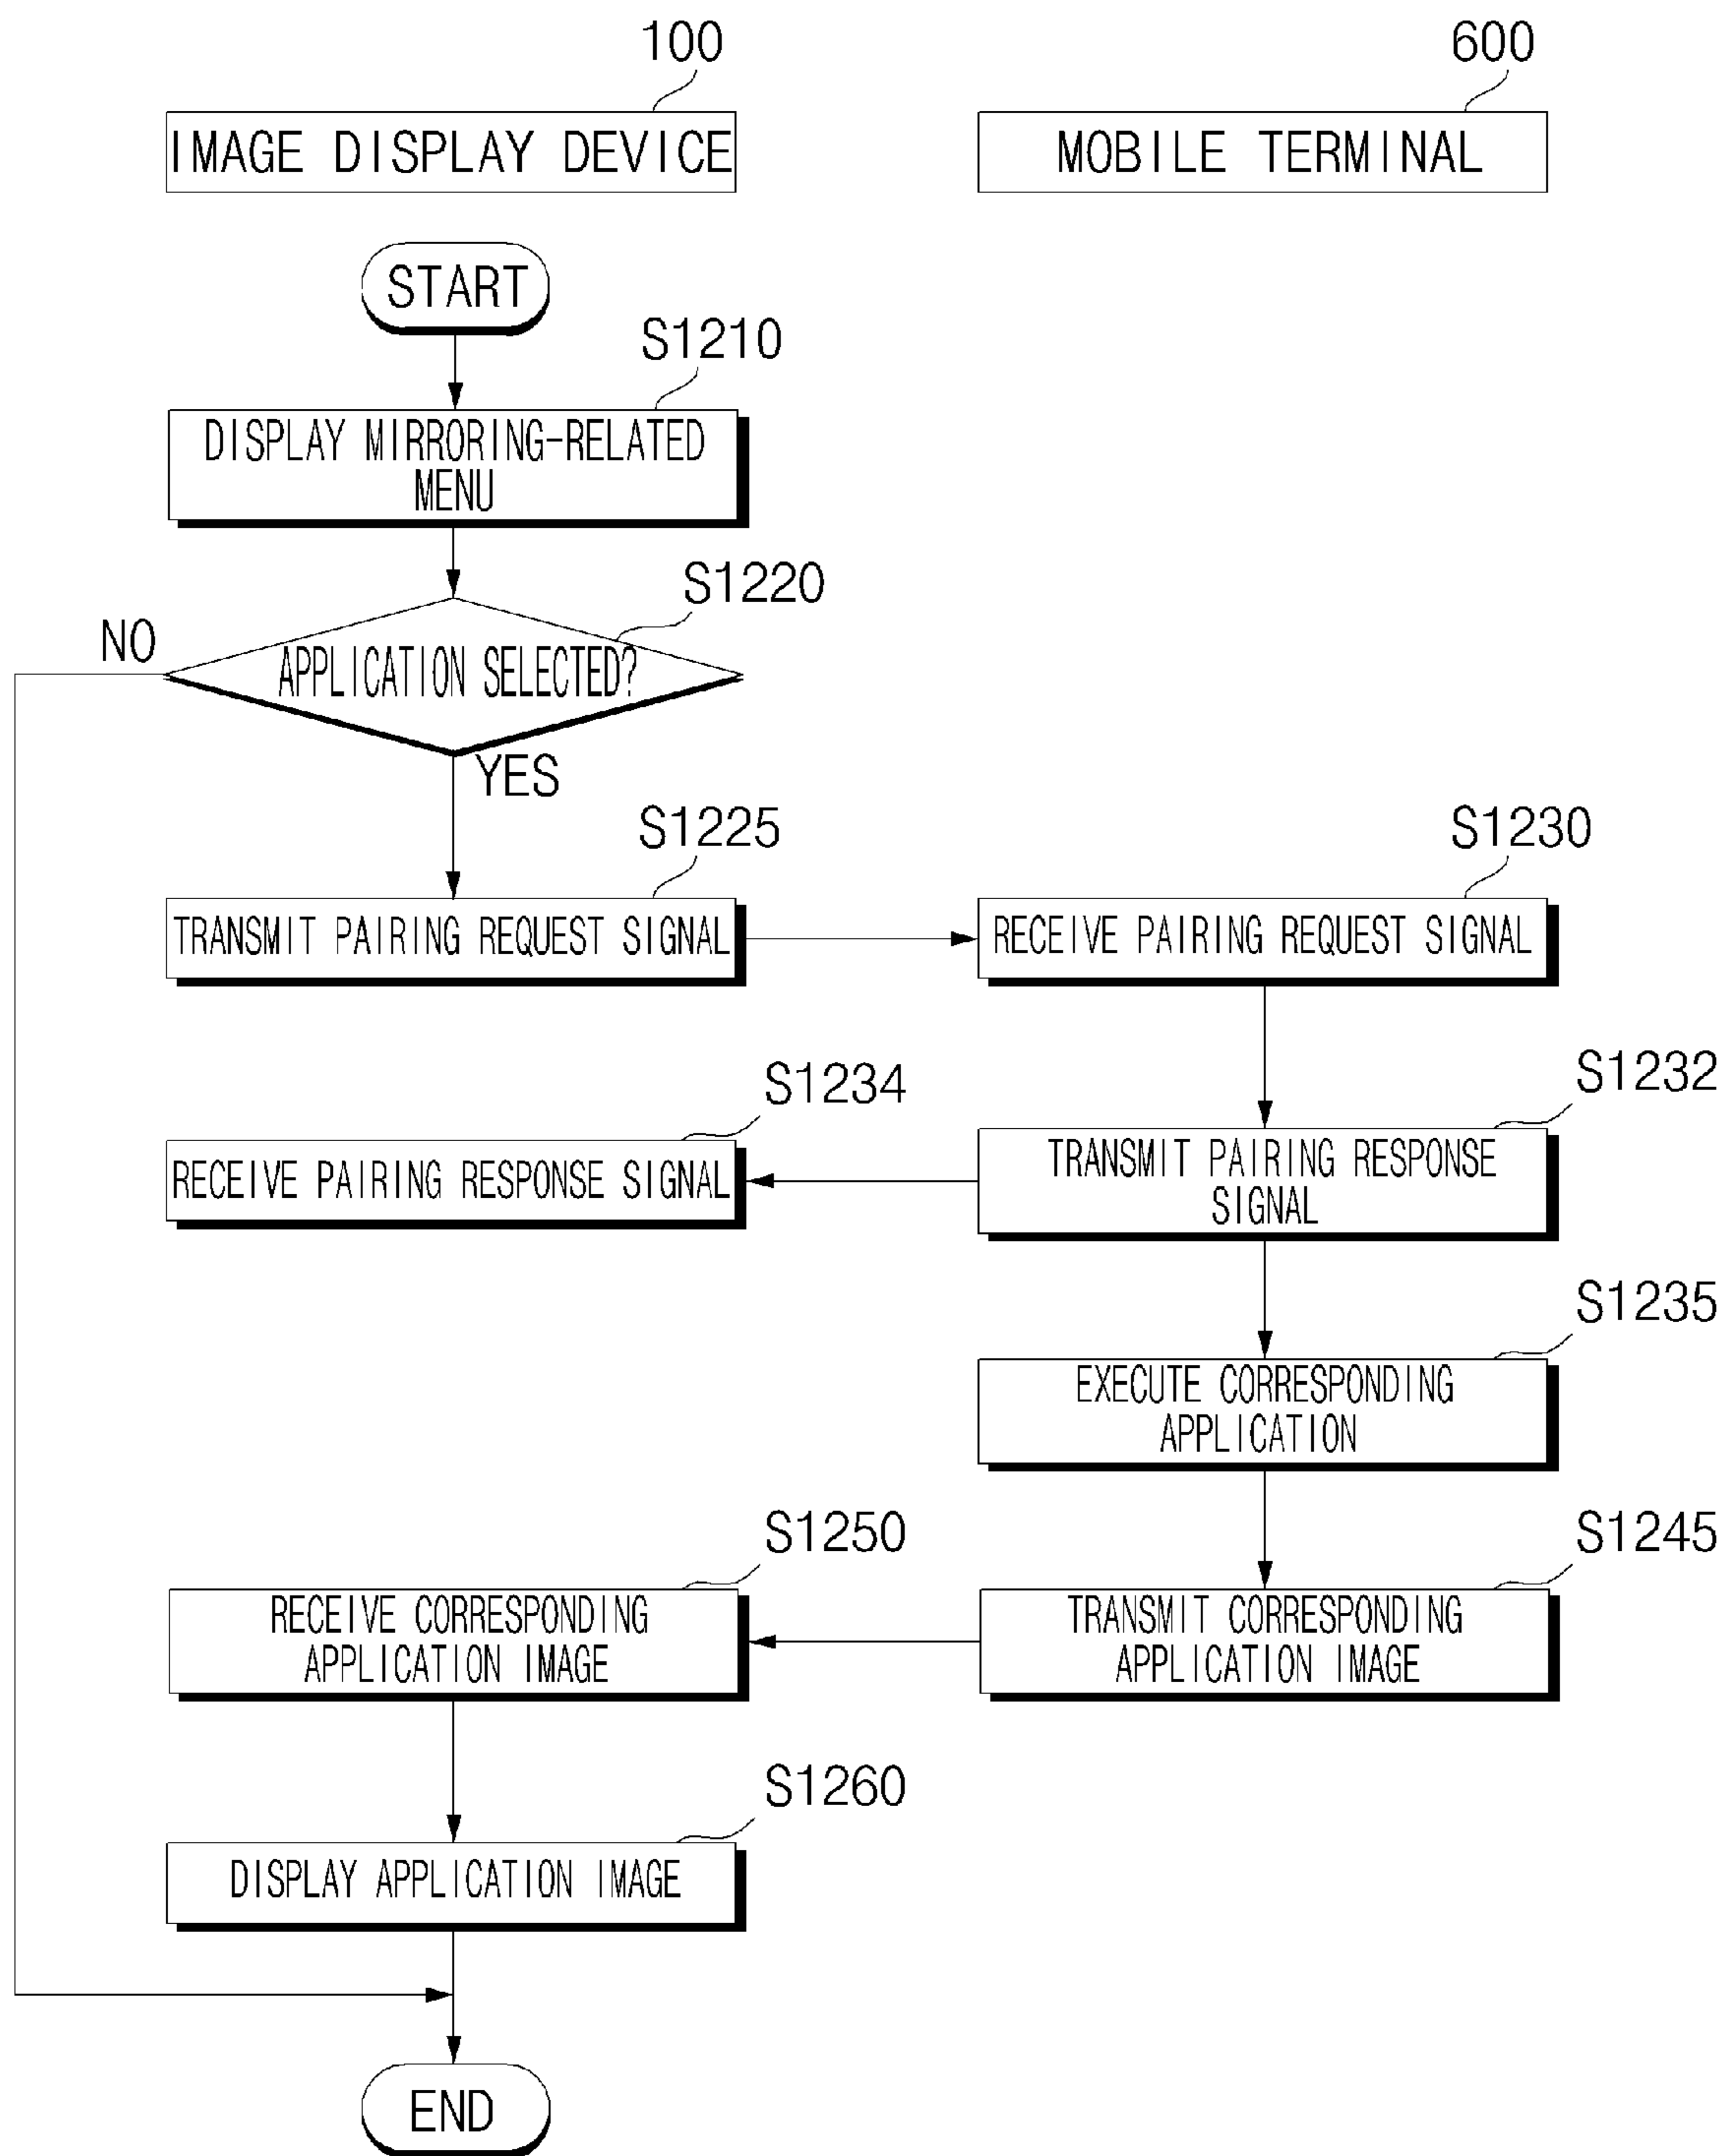 100
600
IMAGE DISPLAY DEVICE
MOBILE TERMINAL
START
S1210
DISPLAY MIRRORING-RELATED
MENU
S1220
NO
APPLICATION SELECTED?
YES
S1225
S1230
TRANSMIT PAIRING REQUEST SIGNAL
RECEIVE PAIRING REQUEST SIGNAL
S1234
S1232
RECEIVE PAIRING RESPONSE SIGNAL
TRANSMIT PAIRING RESPONSE
SIGNAL
S1235
EXECUTE CORRESPONDING
APPLICATION
S1250
S1245
RECEIVE CORRESPONDING
APPLICATION IMAGE
TRANSMIT CORRESPONDING
APPLICATION IMAGE
S1260
DISPLAY APPLICATION IMAGE
END